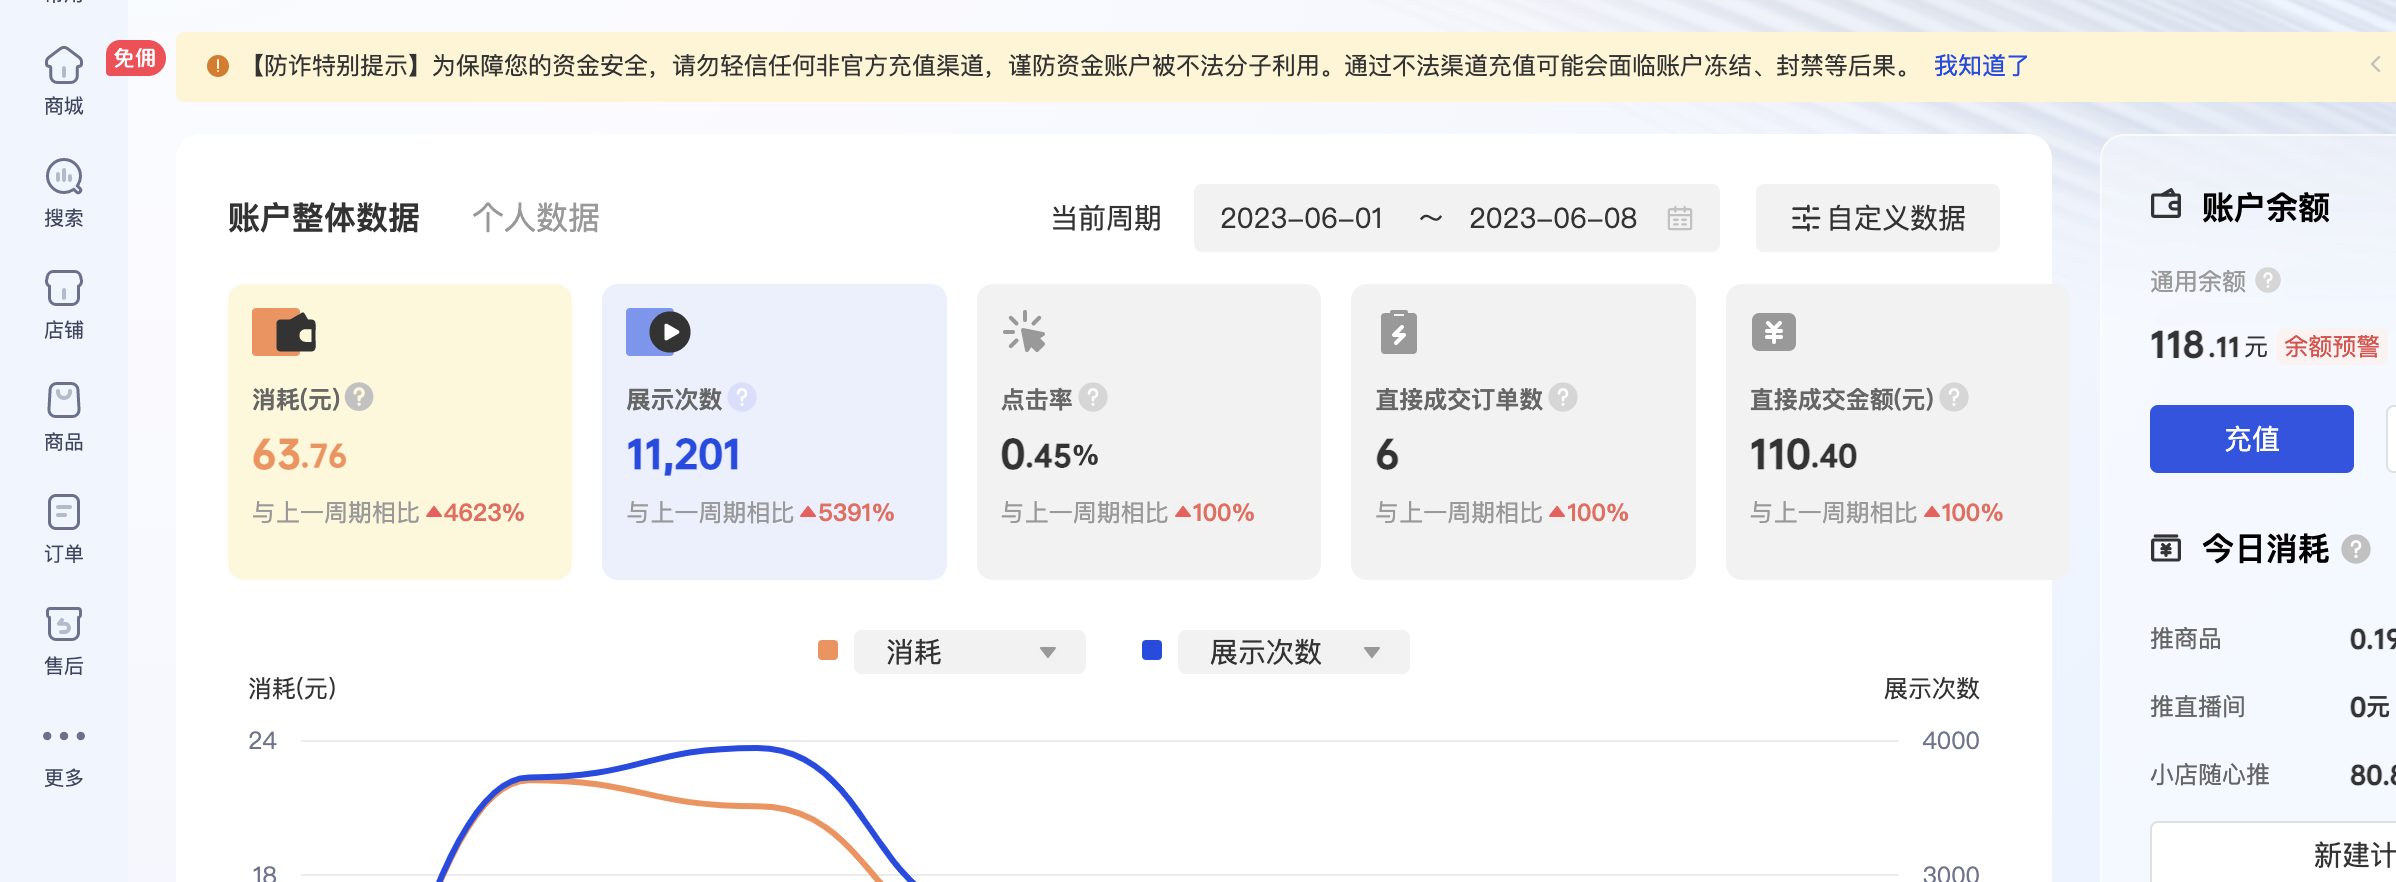 免佣
商城
搜索
店铺
商品
订单
售后
更多
【防诈特别提示】为保障您的资金安全，请勿轻信任何非官方充值渠道，谨防资金账户被不法分子利用。通过不法渠道充值可能会面临账户冻结、封禁等后果。 我知道了
账户整体数据 个人数据 当前周期 2023-06-01 ～ 2023-06-08 自定义数据
消耗(元)
63.76
与上一周期相比 ▲4623%
展示次数
11,201
与上一周期相比 ▲5391%
点击率
0.45%
与上一周期相比 ▲100%
直接成交订单数
6
与上一周期相比 ▲100%
直接成交金额(元)
110.40
与上一周期相比 ▲100%
消耗 展示次数
消耗(元) 展示次数
24 4000
18 3000
账户余额
通用余额
118.11元 余额预警
充值
今日消耗
推商品 0.19
推直播间 0元
小店随心推 80.8
新建计